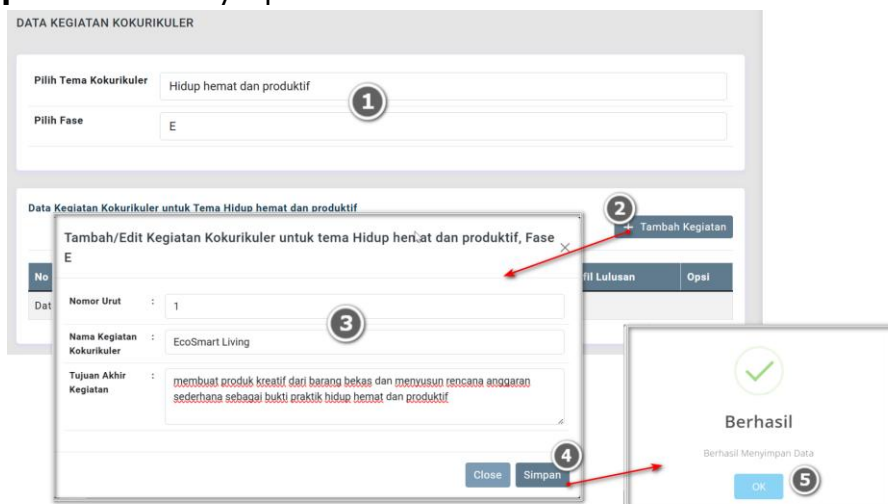 DATA KEGIATAN KOKURIKULER
Pilih Tema Kokurikuler
Hidup hemat dan produktif
1
Pilih Fase
E
Data Kegiatan Kokurikuler untuk Tema Hidup hemat dan produktif
2
+ Tambah Kegiatan
Tambah/Edit Kegiatan Kokurikuler untuk tema Hidup hemat dan produktif, Fase
E
×
No
fil Lulusan
Opsi
Dat
Nomor Urut : 1
3
Nama Kegiatan : EcoSmart Living
Kokurikuler
Tujuan Akhir : membuat produk kreatif dari barang bekas dan menyusun rencana anggaran
Kegiatan sederhana sebagai bukti praktik hidup hemat dan produktif
4
Close
Simpan
Berhasil
Berhasil Menyimpan Data
OK
5